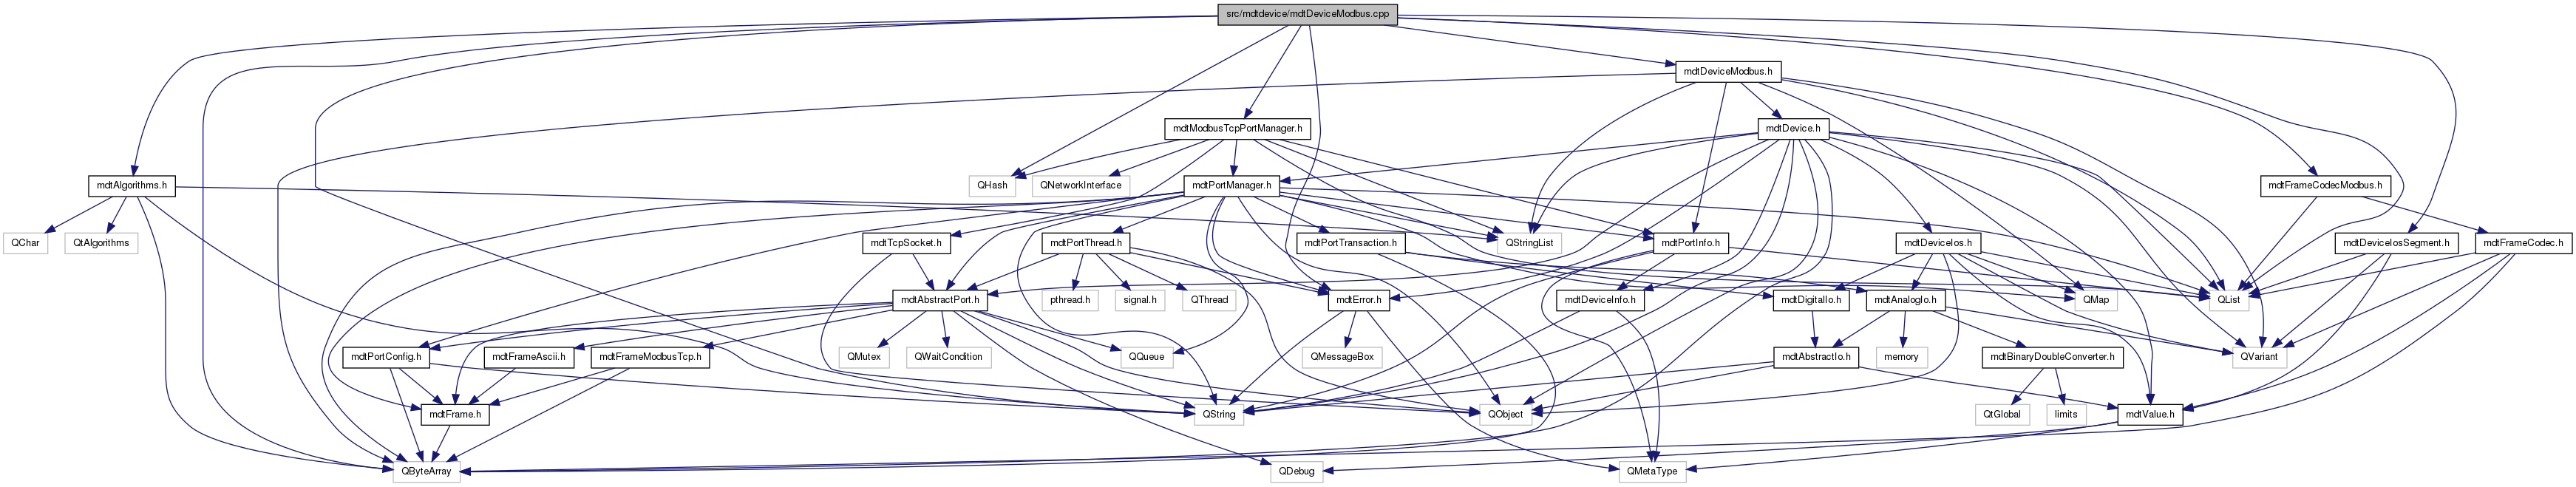 src/mdtdevice/mdtDeviceModbus.cpp
mdtDeviceModbus.h
mdtModbusTcpPortManager.h
mdtDevice.h
mdtAlgorithms.h
QHash
QNetworkInterface
mdtPortManager.h
mdtFrameCodecModbus.h
QChar
QtAlgorithms
mdtTcpSocket.h
mdtPortThread.h
mdtPortTransaction.h
QStringList
mdtPortInfo.h
mdtDeviceIos.h
mdtDeviceIosSegment.h
mdtFrameCodec.h
mdtAbstractPort.h
pthread.h
signal.h
QThread
mdtError.h
mdtDeviceInfo.h
mdtDigitalIo.h
mdtAnalogIo.h
QMap
QList
mdtPortConfig.h
mdtFrameAscii.h
mdtFrameModbusTcp.h
QMutex
QWaitCondition
QQueue
QMessageBox
mdtAbstractIo.h
memory
mdtBinaryDoubleConverter.h
QVariant
mdtFrame.h
QString
QObject
QtGlobal
limits
mdtValue.h
QByteArray
QDebug
QMetaType